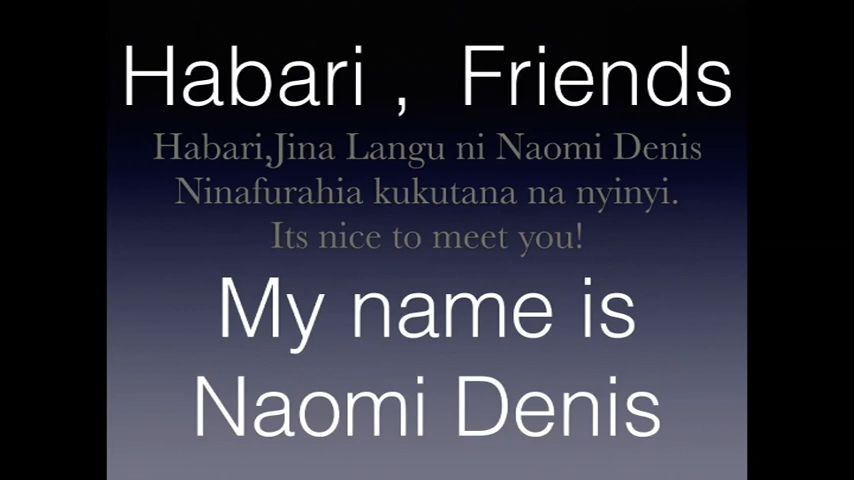 Habari , Friends
Habari,Jina Langu ni Naomi Denis
Ninafurahia kukutana na nyinyi.
Its nice to meet you!
My name is
Naomi Denis